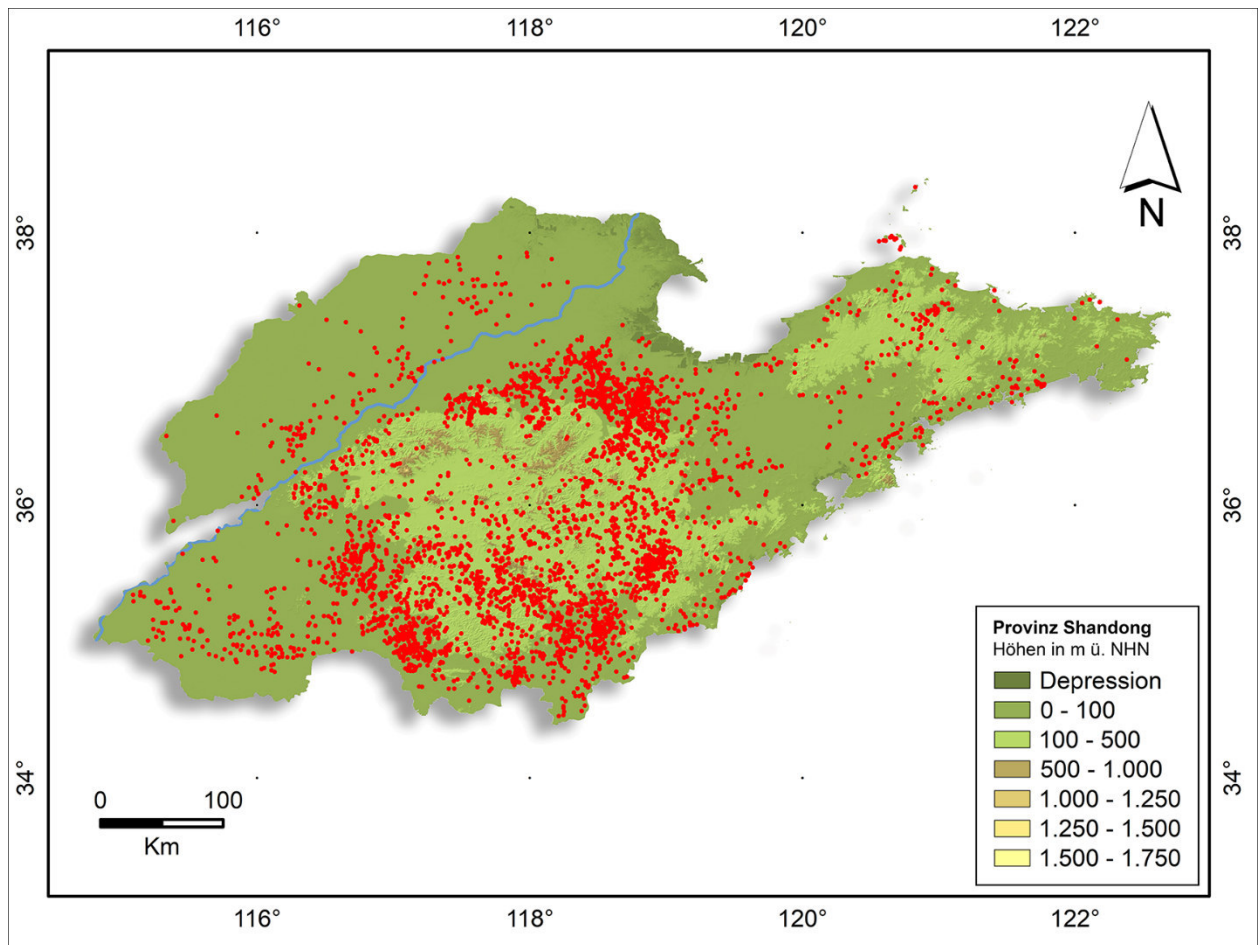 116° 118° 120° 122°
N
38° 38°
36° 36°
34° 34°
0 100
Km
Provinz Shandong
Höhen in m ü. NHN
Depression
0 - 100
100 - 500
500 - 1.000
1.000 - 1.250
1.250 - 1.500
1.500 - 1.750
116° 118° 120° 122°